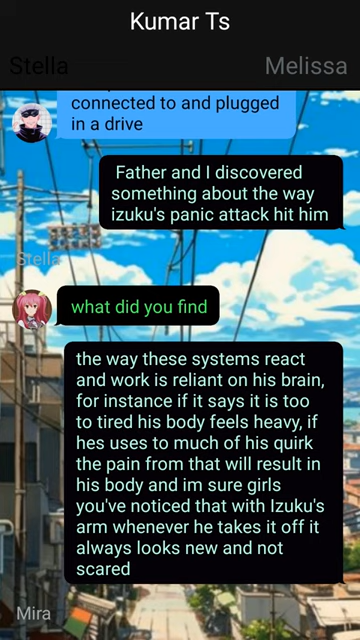 Kumar Ts
Stella
Melissa
connected to and plugged
in a drive
Father and I discovered
something about the way
izuku's panic attack hit him
Stella
what did you find
the way these systems react
and work is reliant on his brain,
for instance if it says it is too
to tired his body feels heavy, if
hes uses to much of his quirk
the pain from that will result in
his body and im sure girls
you've noticed that with Izuku's
arm whenever he takes it off it
always looks new and not
scared
Mira